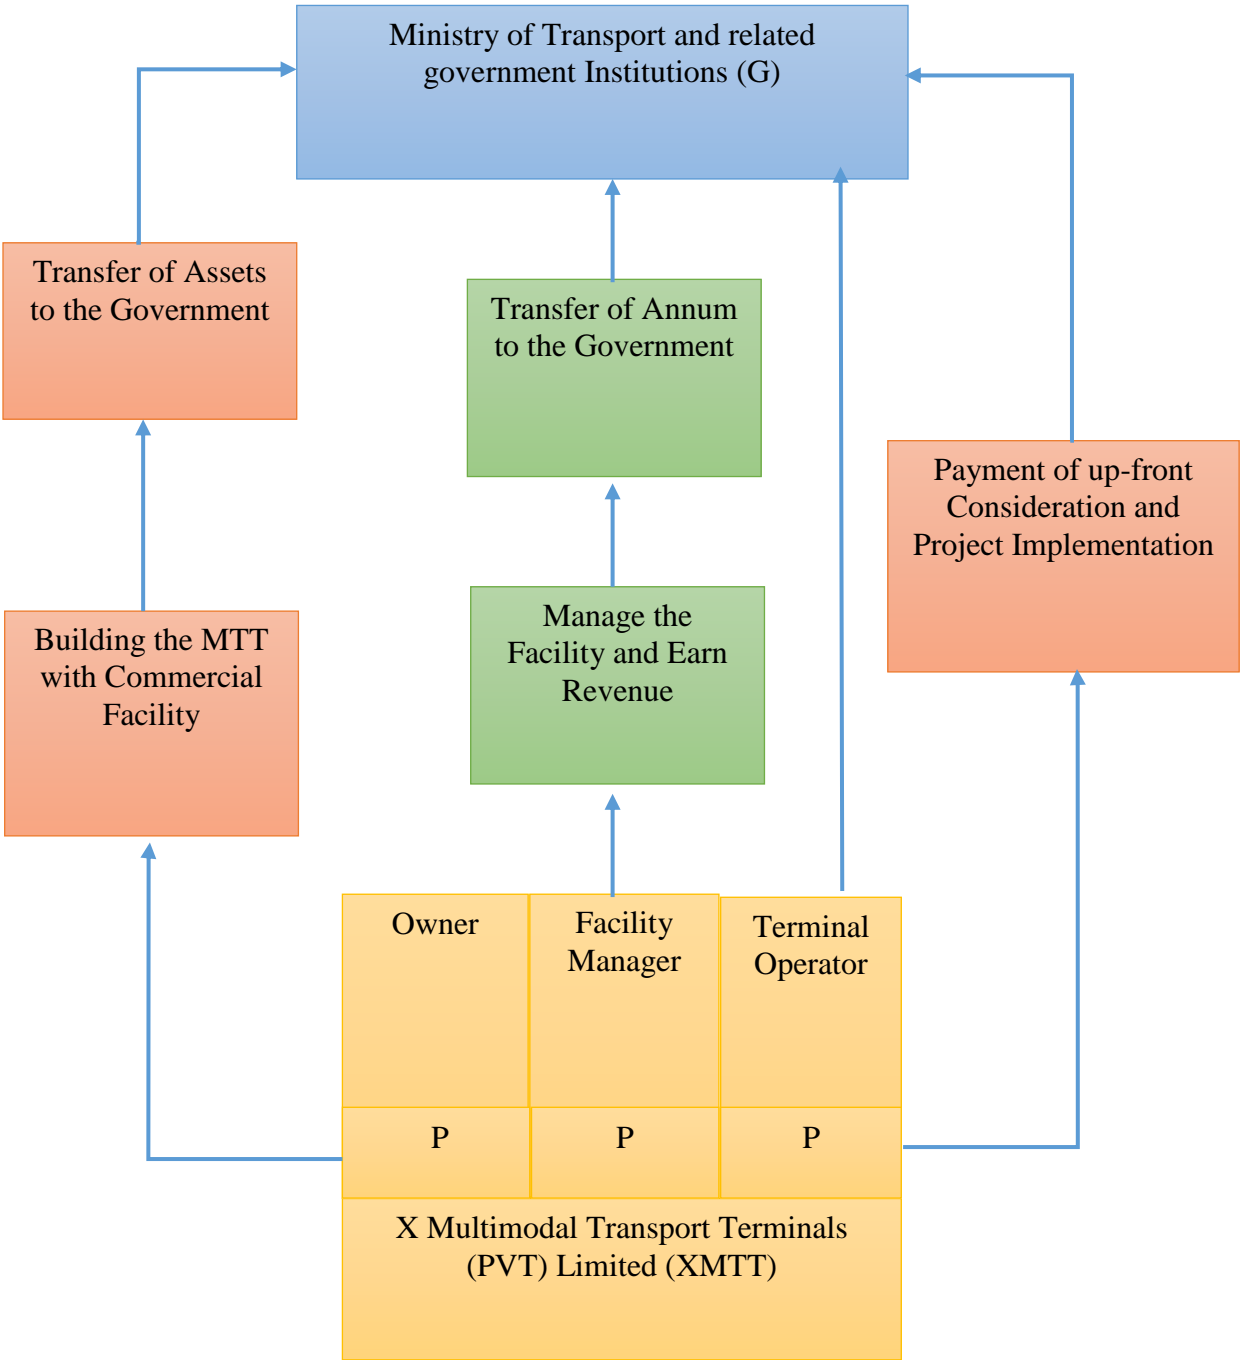 Ministry of Transport and related
government Institutions (G)
Transfer of Assets
to the Government
Transfer of Annum
to the Government
Payment of up-front
Consideration and
Project Implementation
Building the MTT
with Commercial
Facility
Manage the
Facility and Earn
Revenue
Owner
Facility
Manager
Terminal
Operator
P
P
P
X Multimodal Transport Terminals
(PVT) Limited (XMTT)